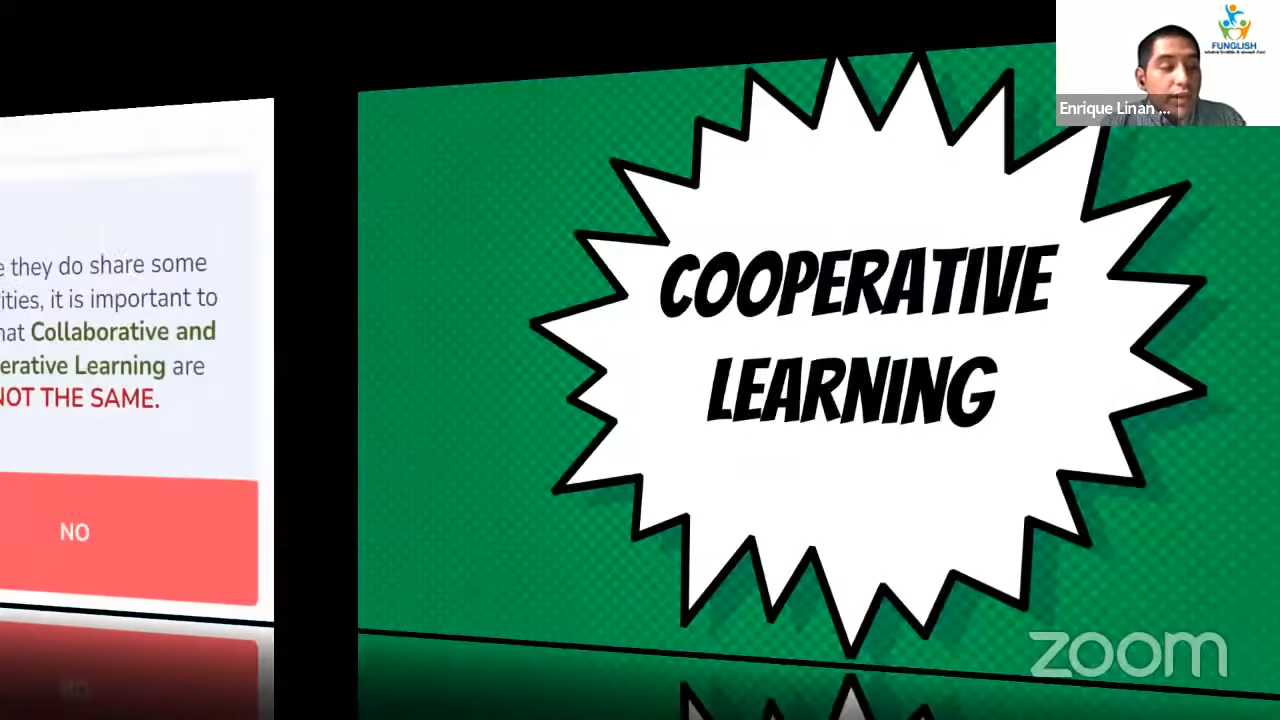 e they do share some
ities, it is important to
hat Collaborative and
erative Learning are
NOT THE SAME.
NO
COOPERATIVE
LEARNING
FUNGLISH
Enrique Linan ...
zoom